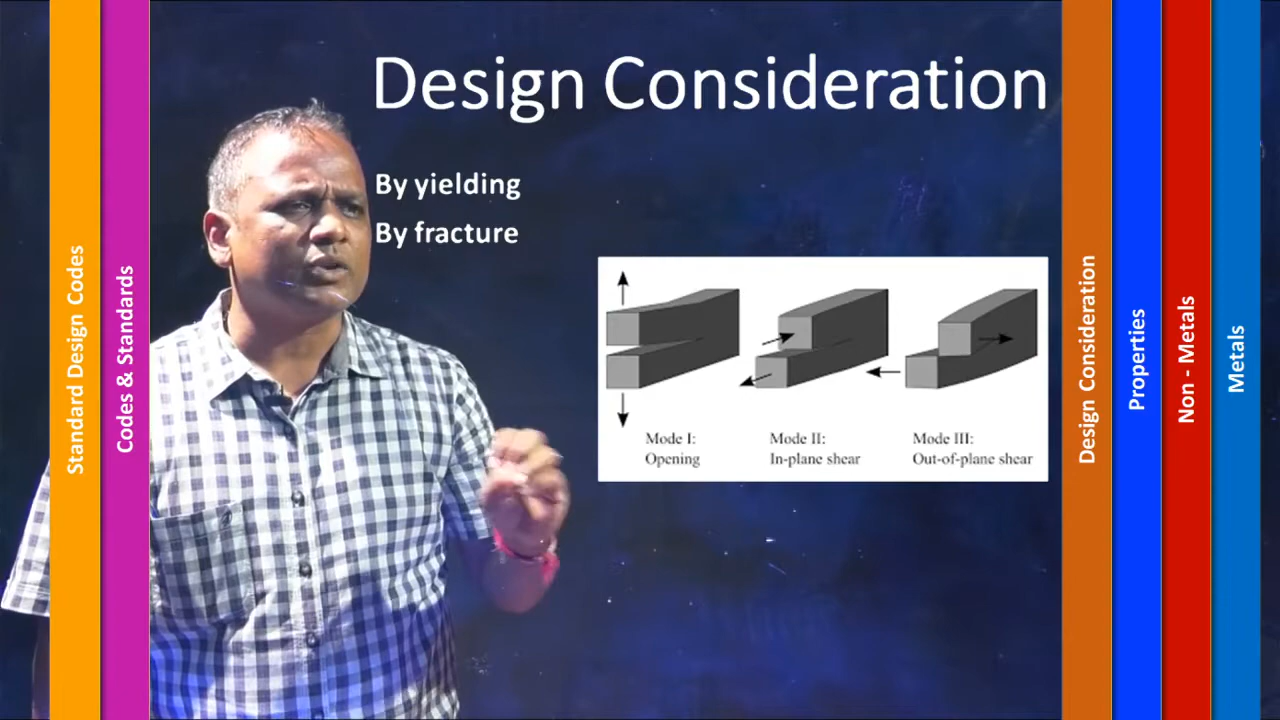 Design Consideration
By yielding
By fracture
Mode I:
Opening
Mode II:
In-plane shear
Mode III:
Out-of-plane shear
Standard Design Codes
Codes & Standards
Design Consideration
Properties
Non - Metals
Metals